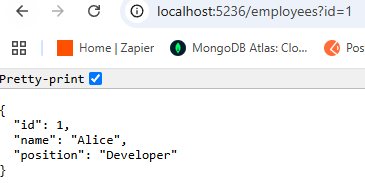 localhost:5236/employees?id=1
Home | Zapier
MongoDB Atlas: Clo...
Pos
Pretty-print
{
  "id": 1,
  "name": "Alice",
  "position": "Developer"
}